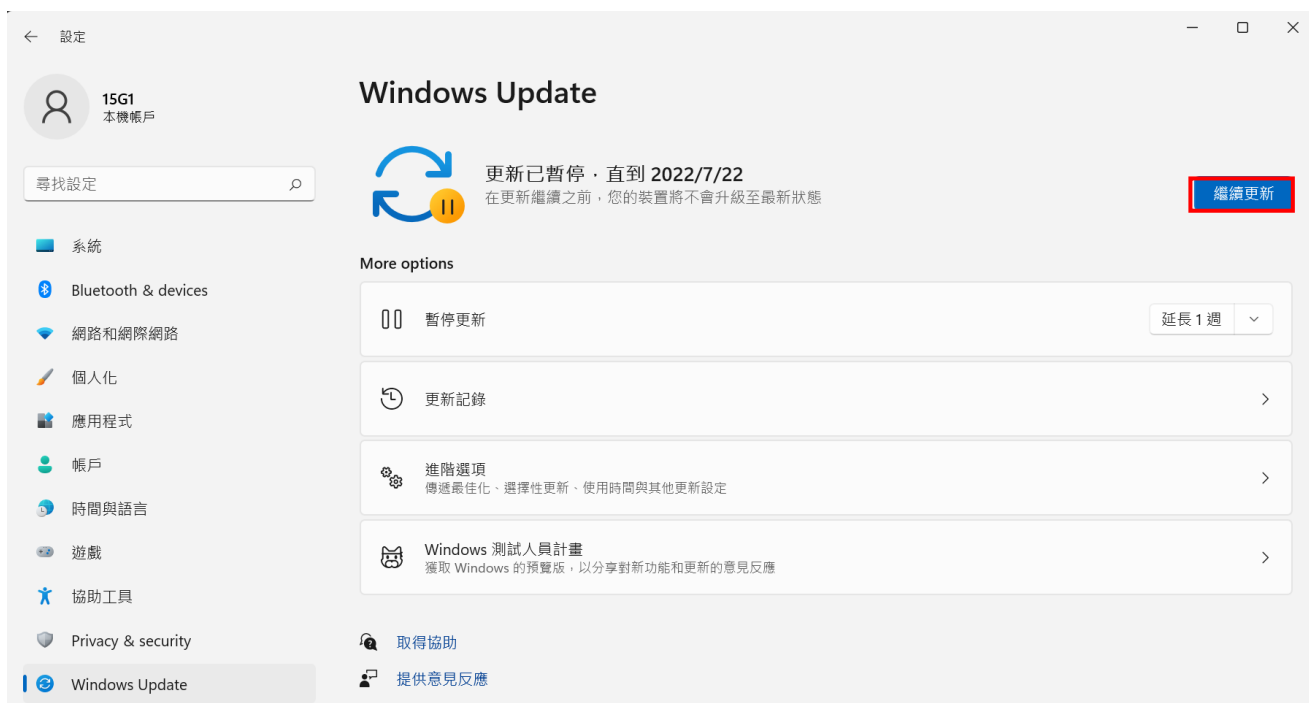 設定
15G1
本機帳戶
尋找設定
系統
Bluetooth & devices
網路和網際網路
個人化
應用程式
帳戶
時間與語言
遊戲
協助工具
Privacy & security
Windows Update
Windows Update
更新已暫停 · 直到 2022/7/22
在更新繼續之前，您的裝置將不會升級至最新狀態
繼續更新
More options
暫停更新
延長 1 週
更新記錄
進階選項
傳遞最佳化、選擇性更新、使用時間與其他更新設定
Windows 測試人員計畫
獲取 Windows 的預覽版，以分享對新功能和更新的意見反應
取得協助
提供意見反應